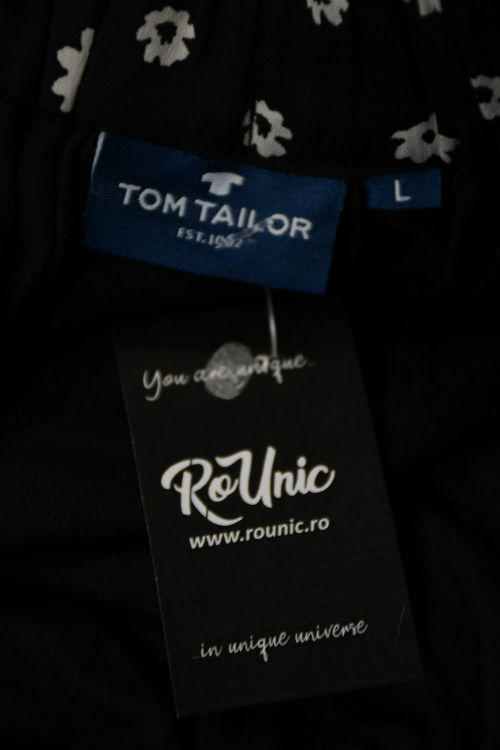 TOM TAILOR
EST.1962
L
You are unique...
RoUnic
www.rounic.ro
...in unique universe